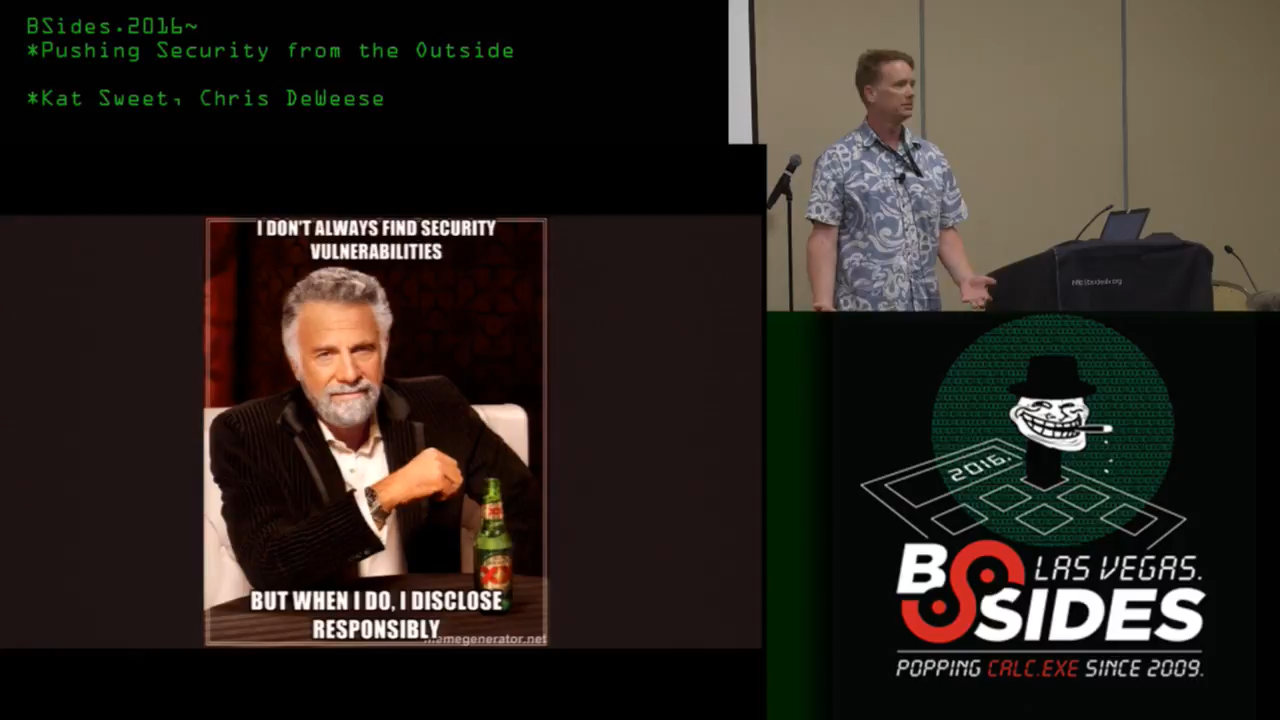 BSides.2016~
*Pushing Security from the Outside
*Kat Sweet, Chris DeWeese
I DON'T ALWAYS FIND SECURITY
VULNERABILITIES
XX
BUT WHEN I DO, I DISCLOSE
RESPONSIBLY
memegenerator.net
2016.
BSIDES
LAS VEGAS.
POPPING CALC.EXE SINCE 2009.